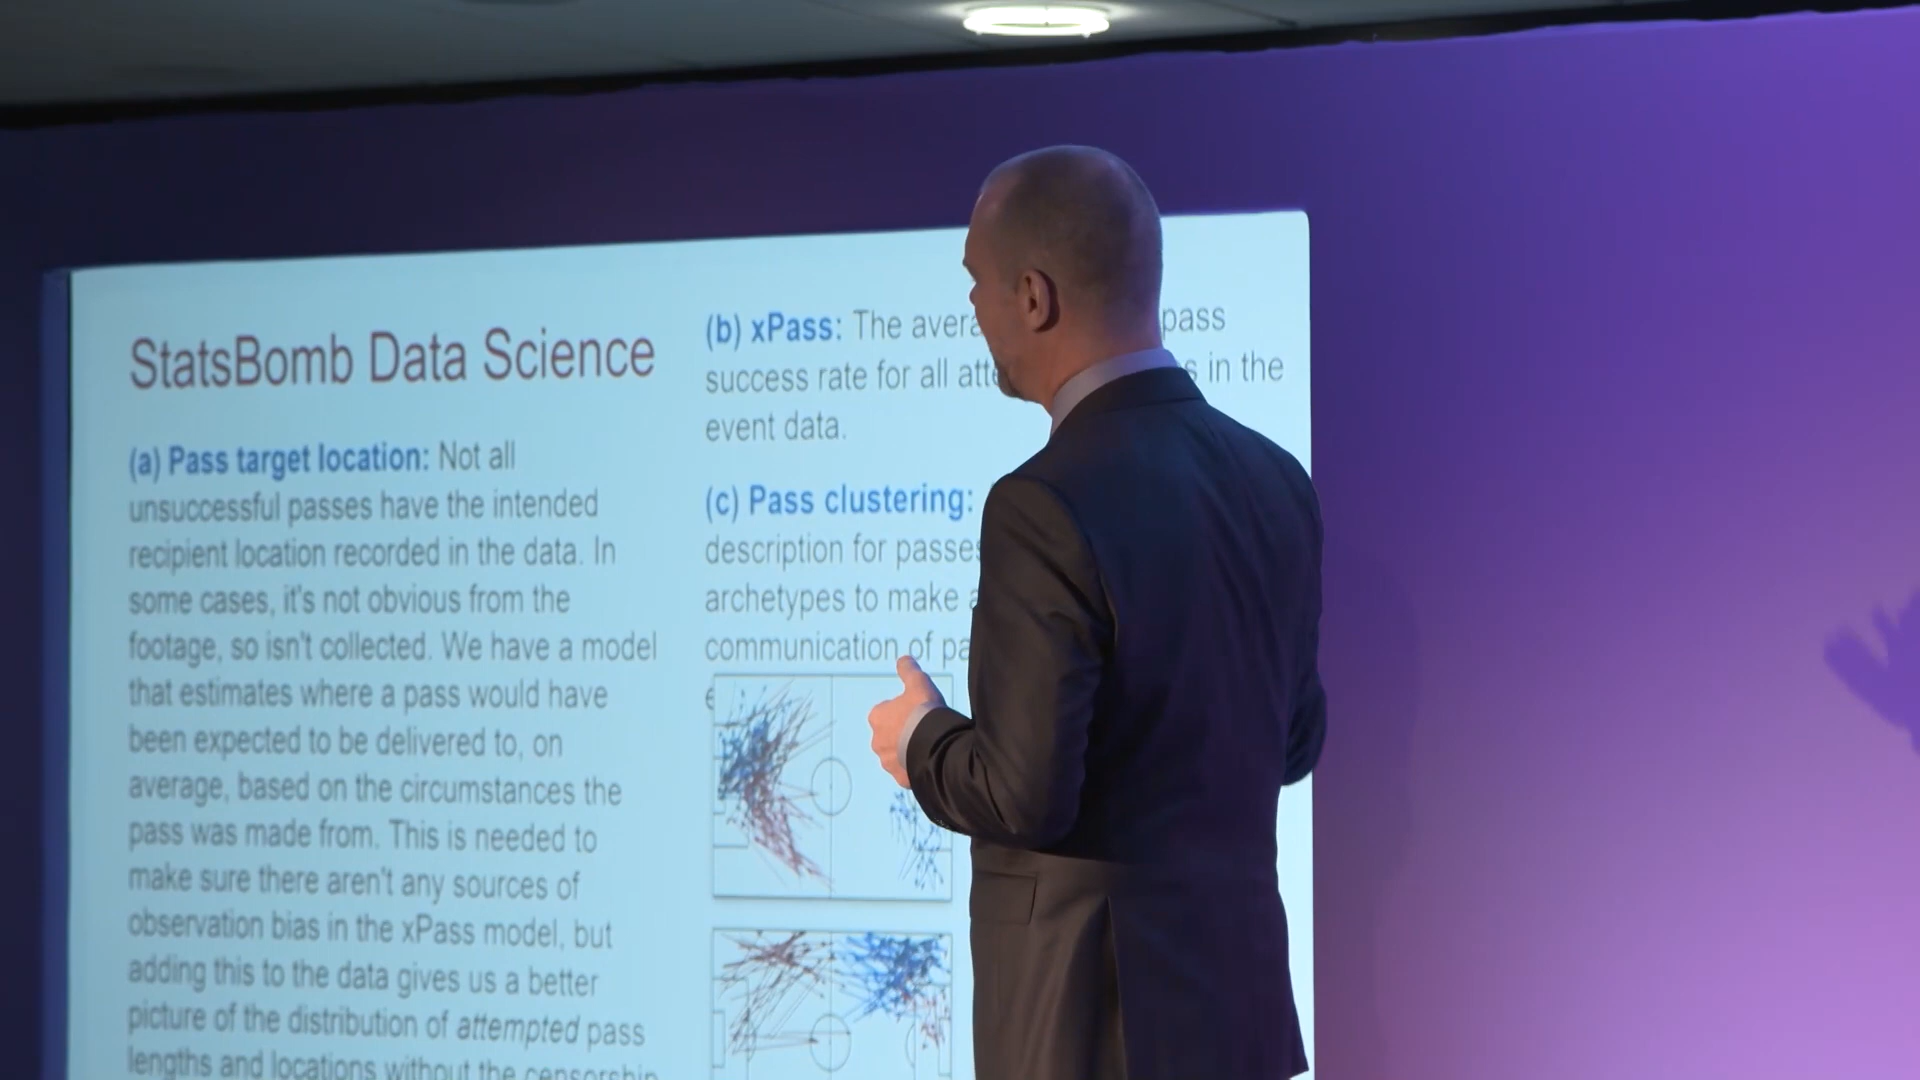 StatsBomb Data Science
(a) Pass target location: Not all
unsuccessful passes have the intended
recipient location recorded in the data. In
some cases, it's not obvious from the
footage, so isn't collected. We have a model
that estimates where a pass would have
been expected to be delivered to, on
average, based on the circumstances the
pass was made from. This is needed to
make sure there aren't any sources of
observation bias in the xPass model, but
adding this to the data gives us a better
picture of the distribution of attempted pass
lengths and locations without the censorship
(b) xPass: The pass
success rate for all in the
event data.
(c) Pass clustering:
description for passes
archetypes to make
communication of